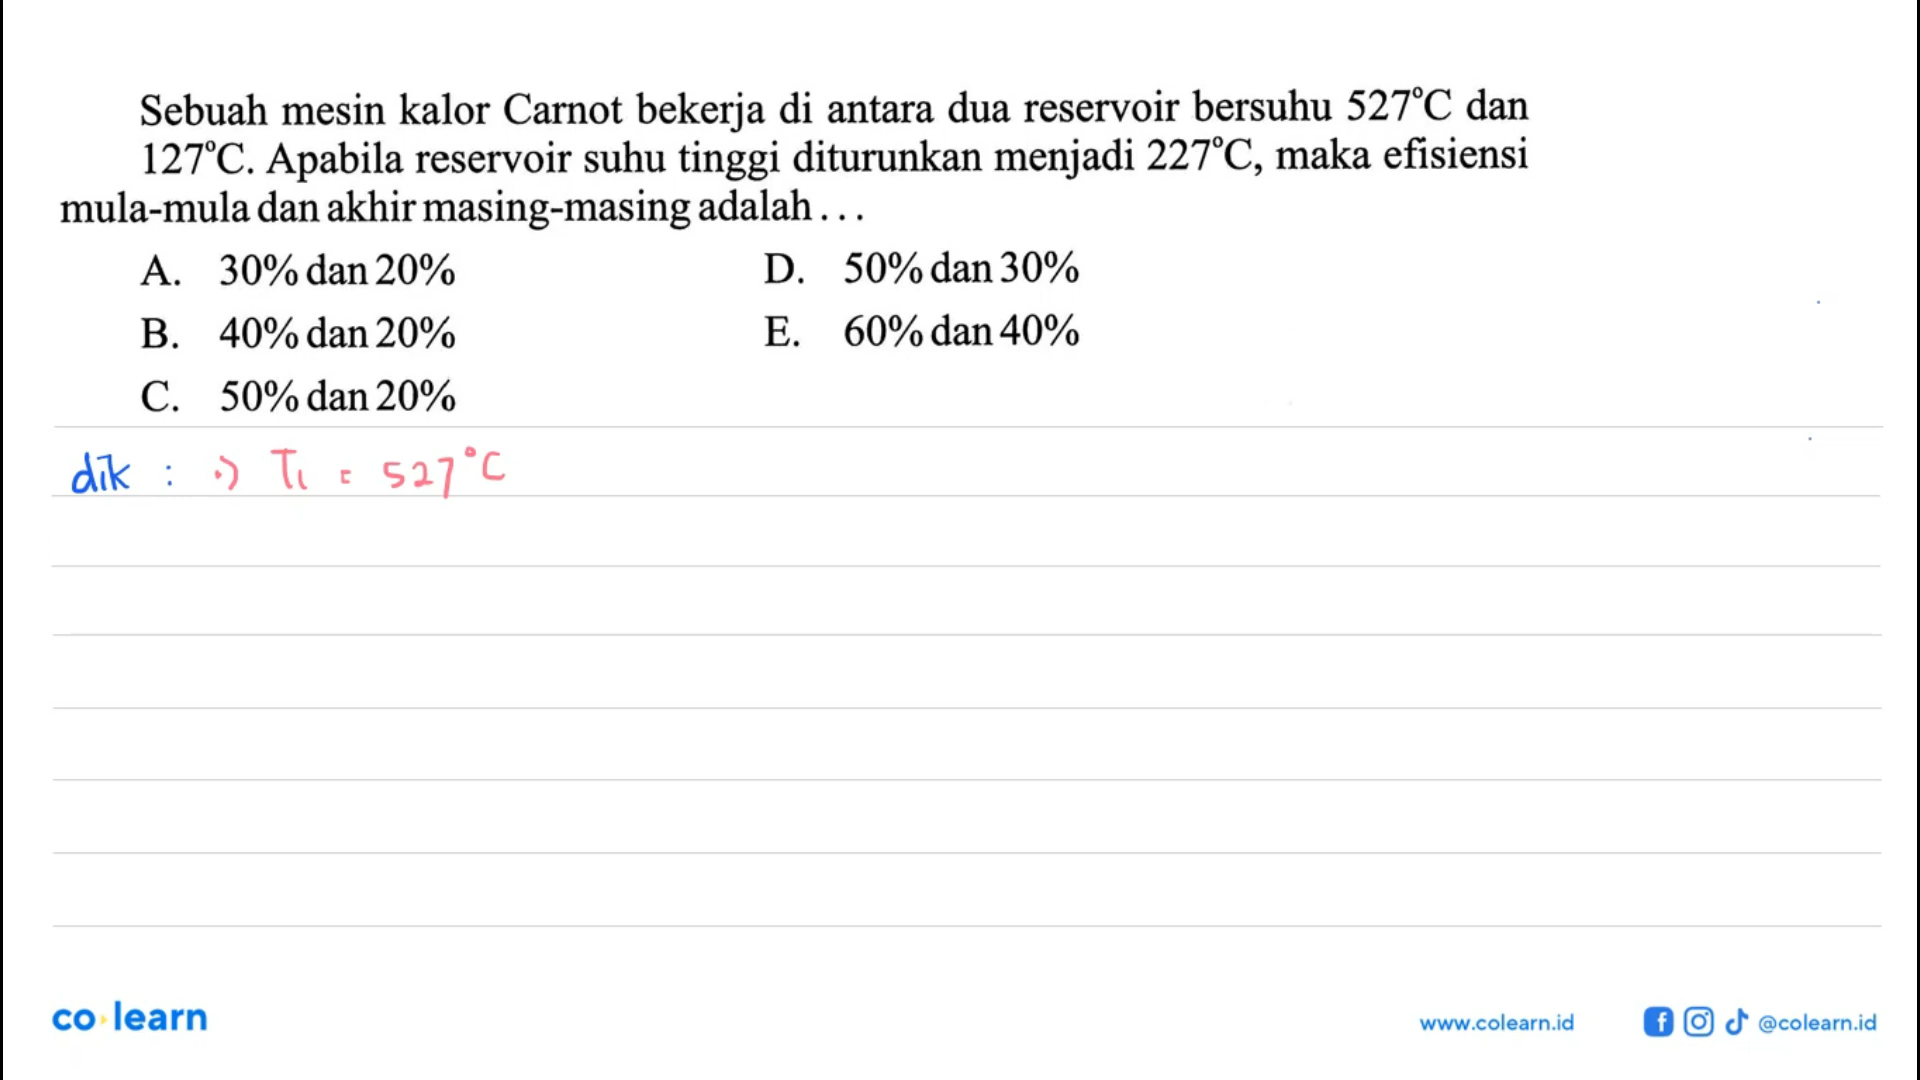 Sebuah mesin kalor Carnot bekerja di antara dua reservoir bersuhu 527°C dan
127°C. Apabila reservoir suhu tinggi diturunkan menjadi 227°C, maka efisiensi
mula-mula dan akhir masing-masing adalah . . .
A. 30% dan 20%
B. 40% dan 20%
C. 50% dan 20%
D. 50% dan 30%
E. 60% dan 40%
dik : •) T₁ = 527°C
co learn
www.colearn.id
@colearn.id